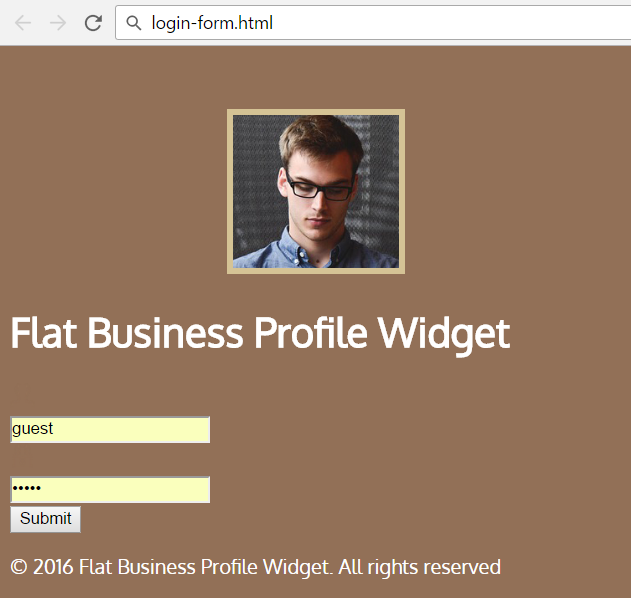 login-form.html
Flat Business Profile Widget
guest
•••••
Submit
© 2016 Flat Business Profile Widget. All rights reserved